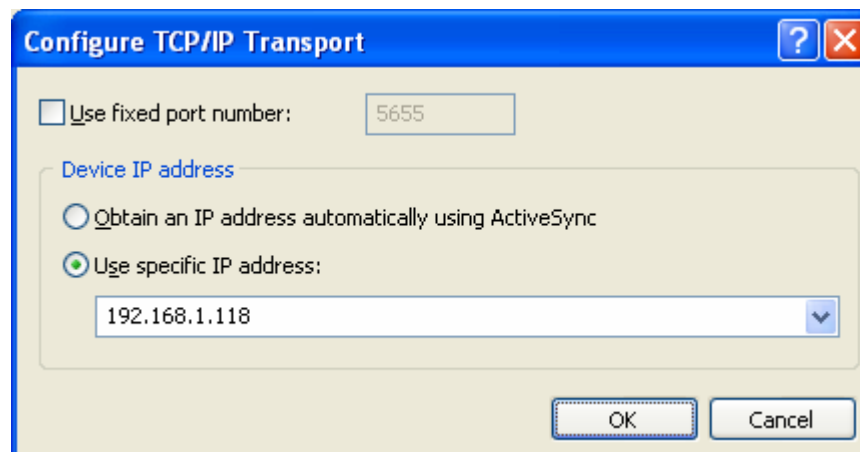 Configure TCP/IP Transport
Use fixed port number: 5655
Device IP address
Obtain an IP address automatically using ActiveSync
Use specific IP address:
192.168.1.118
OK Cancel